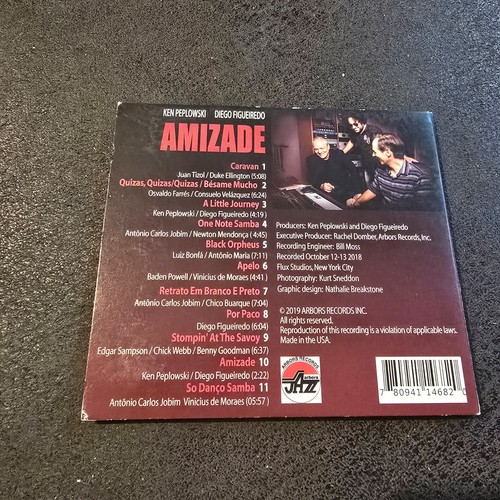 KEN PEPLOWSKI DIEGO FIGUEIREDO
AMIZADE
Caravan 1
Juan Tizol / Duke Ellington (5:08)
Quizas, Quizas/Quizas / Bésame Mucho 2
Osvaldo Farrés / Consuelo Velázquez (6:24)
A Little Journey 3
Ken Peplowski / Diego Figueiredo (4:19 )
One Note Samba 4
Antônio Carlos Jobim / Newton Mendonça ( 4:45)
Black Orpheus 5
Luiz Bonfá / Antônio Maria ( 7:11)
Apelo 6
Baden Powell / Vinicius de Moraes ( 4:41 )
Retrato Em Branco E Preto 7
Antônio Carlos Jobim / Chico Buarque ( 7:04)
Por Paco 8
Diego Figueiredo ( 6:04)
Stompin' At The Savoy 9
Edgar Sampson / Chick Webb / Benny Goodman ( 6:37)
Amizade 10
Ken Peplowski / Diego Figueiredo ( 2:22)
So Danço Samba 11
Antônio Carlos Jobim Vinicius de Moraes ( 05:57 )
Producers: Ken Peplowski and Diego Figueiredo
Executive Producer: Rachel Domber, Arbors Records, Inc.
Recording Engineer: Bill Moss
Recorded October 12-13 2018
Flux Studios, New York City
Photography: Kurt Sneddon
Graphic design: Nathalie Breakstone
© 2019 ARBORS RECORDS INC.
All rights reserved.
Reproduction of this recording is a violation of applicable laws.
Made in the USA.
ARBORS RECORDS
arbors
JAZZ
7 80941 14682 0